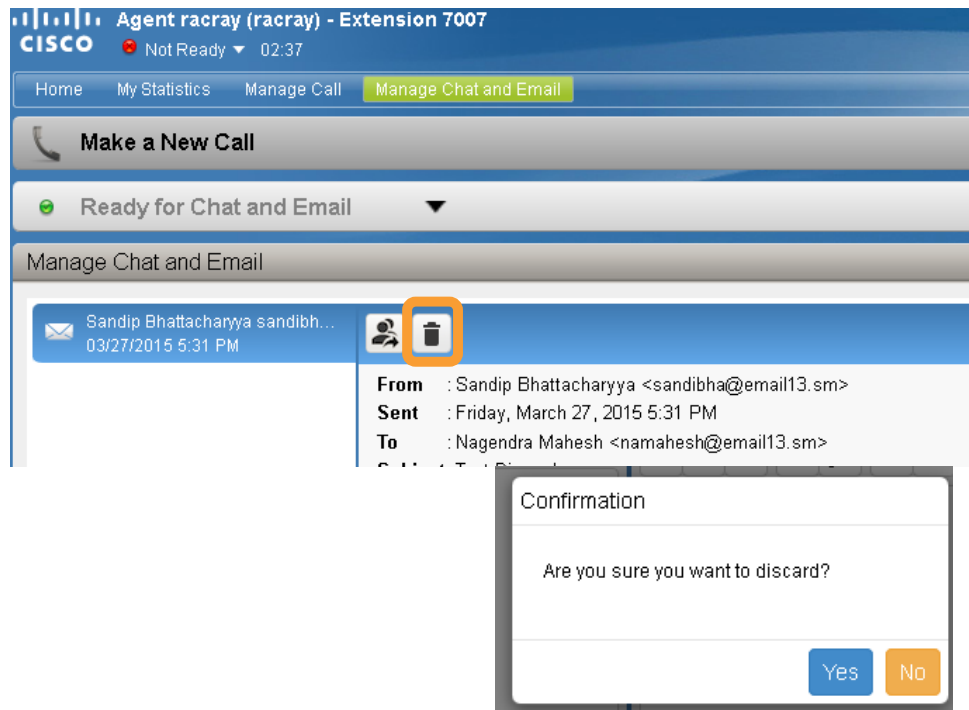 Agent racray (racray) - Extension 7007
CISCO
Not Ready 02:37
Home My Statistics Manage Call Manage Chat and Email
Make a New Call
Ready for Chat and Email
Manage Chat and Email
Sandip Bhattacharyya sandibh...
03/27/2015 5:31 PM
From : Sandip Bhattacharyya <sandibha@email13.sm>
Sent : Friday, March 27, 2015 5:31 PM
To : Nagendra Mahesh <namahesh@email13.sm>
Confirmation
Are you sure you want to discard?
Yes No